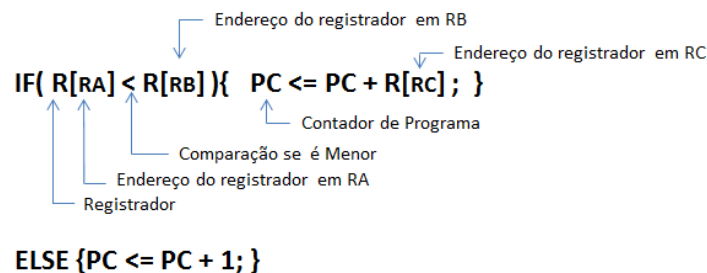 Endereço do registrador em RB
Endereço do registrador em RC
IF( R[RA] < R[RB] ){ PC <= PC + R[RC] ; }
Contador de Programa
Comparação se é Menor
Endereço do registrador em RA
Registrador
ELSE {PC <= PC + 1; }